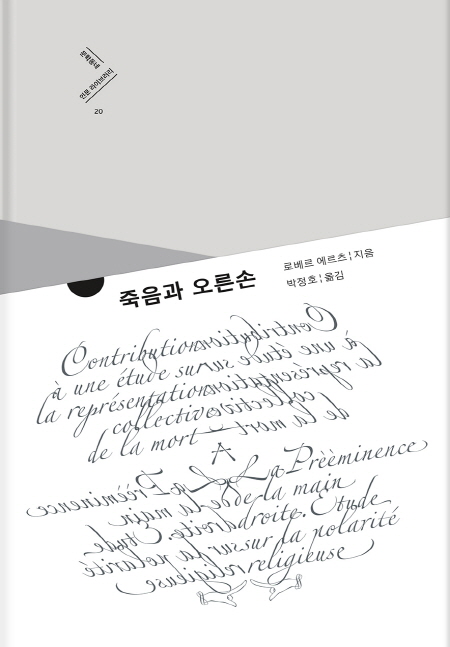 문학동네
인문 라이브러리
20
죽음과 오른손
로베르 에르츠¦지음
박정호¦옮김
Contribution
à une étude sur
la représentation
collective
de la mort
A
La Prééminence
de la main
droite. Etude
sur la polarité
religieuse